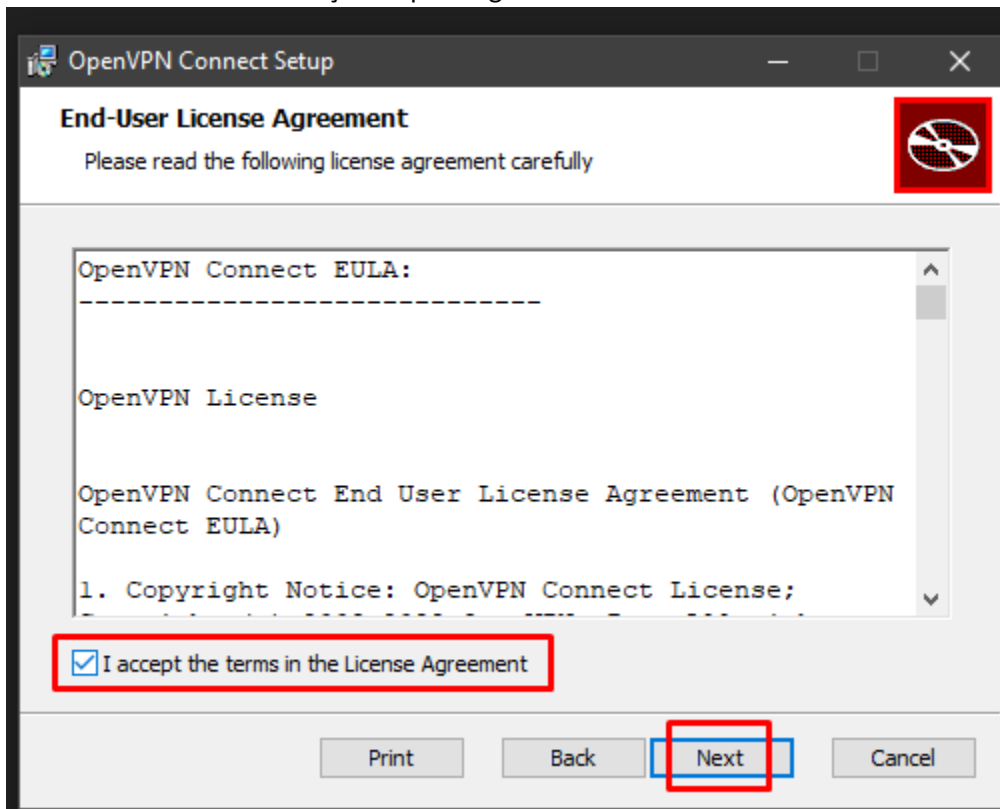 OpenVPN Connect Setup
End-User License Agreement
Please read the following license agreement carefully
OpenVPN Connect EULA:
-----------------------------
OpenVPN License
OpenVPN Connect End User License Agreement (OpenVPN
Connect EULA)
1. Copyright Notice: OpenVPN Connect License;
I accept the terms in the License Agreement
Print
Back
Next
Cancel